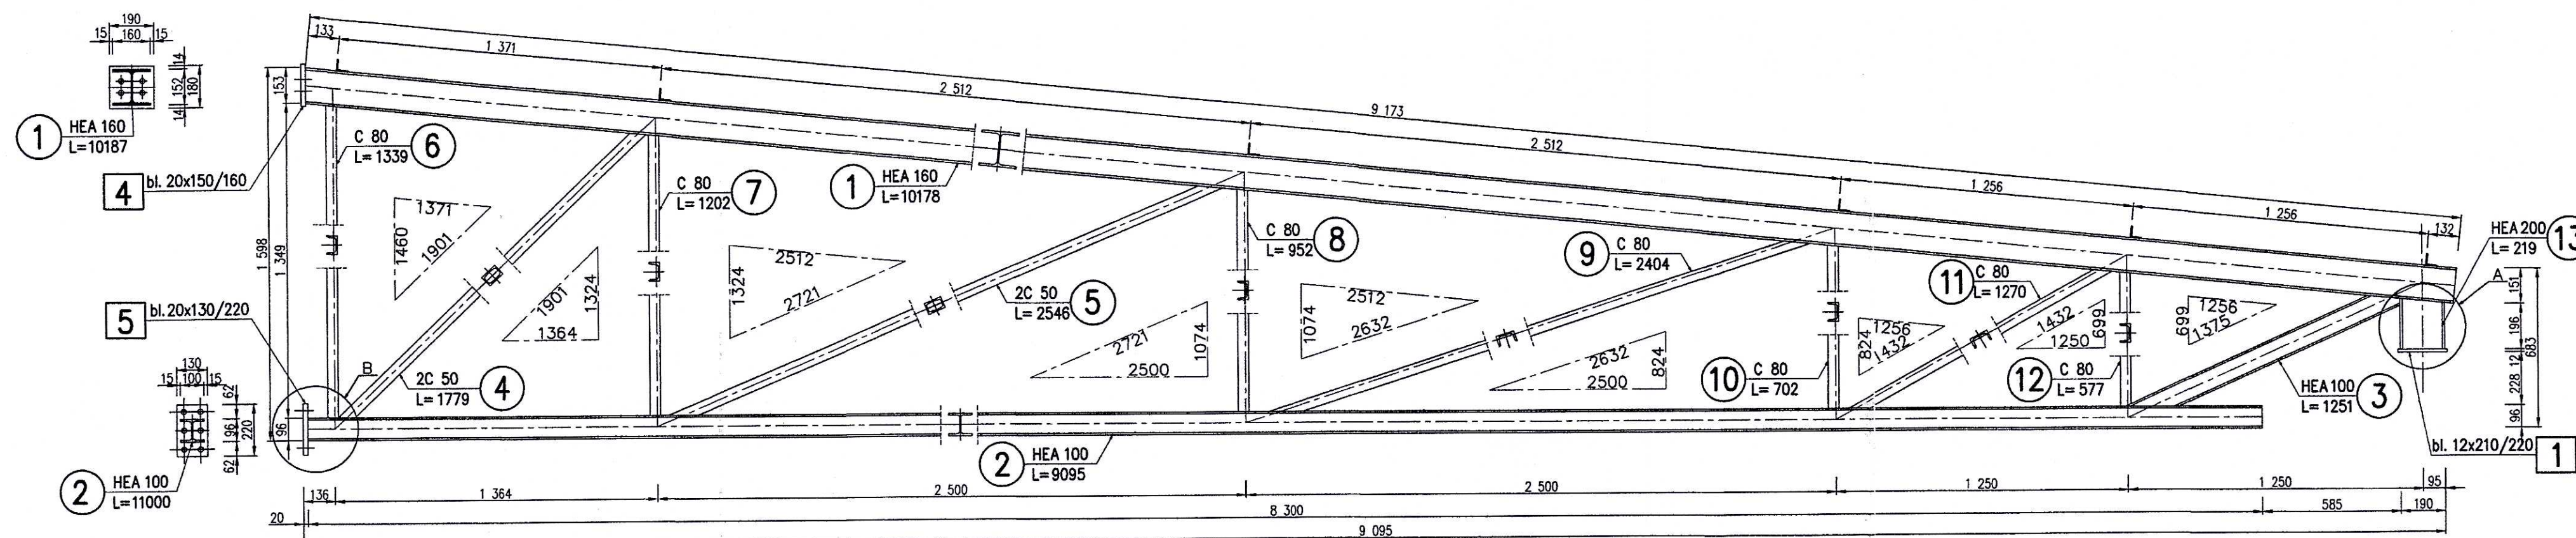 190
15 160 15
14
152
180
14
1
HEA 160
L=10187
4
bl. 20x150/160
5
bl. 20x130/220
130
15 100 15
62
96
220
62
2
HEA 100
L=11000
133
1 371
2 512
9 173
2 512
1 256
1 256
132
153
1 598
1 349
96
C 80
L= 1339
6
1371
1460
1901
1901
1324
1364
B
2C 50
L= 1779
4
C 80
L= 1202
7
1
HEA 160
L=10178
2512
1324
2721
2C 50
L= 2546
5
2721
1074
2500
C 80
L= 952
8
2512
1074
2632
9
C 80
L= 2404
2632
824
2500
10
C 80
L= 702
11
C 80
L= 1270
1256
824
1432
1432
699
1250
12
C 80
L= 577
1256
699
1375
HEA 200
L= 219
13
A
151
196
12
228
96
683
HEA 100
L= 1251
3
bl. 12x210/220
1
2
HEA 100
L=9095
136
1 364
2 500
2 500
1 250
1 250
95
20
8 300
585
190
9 095